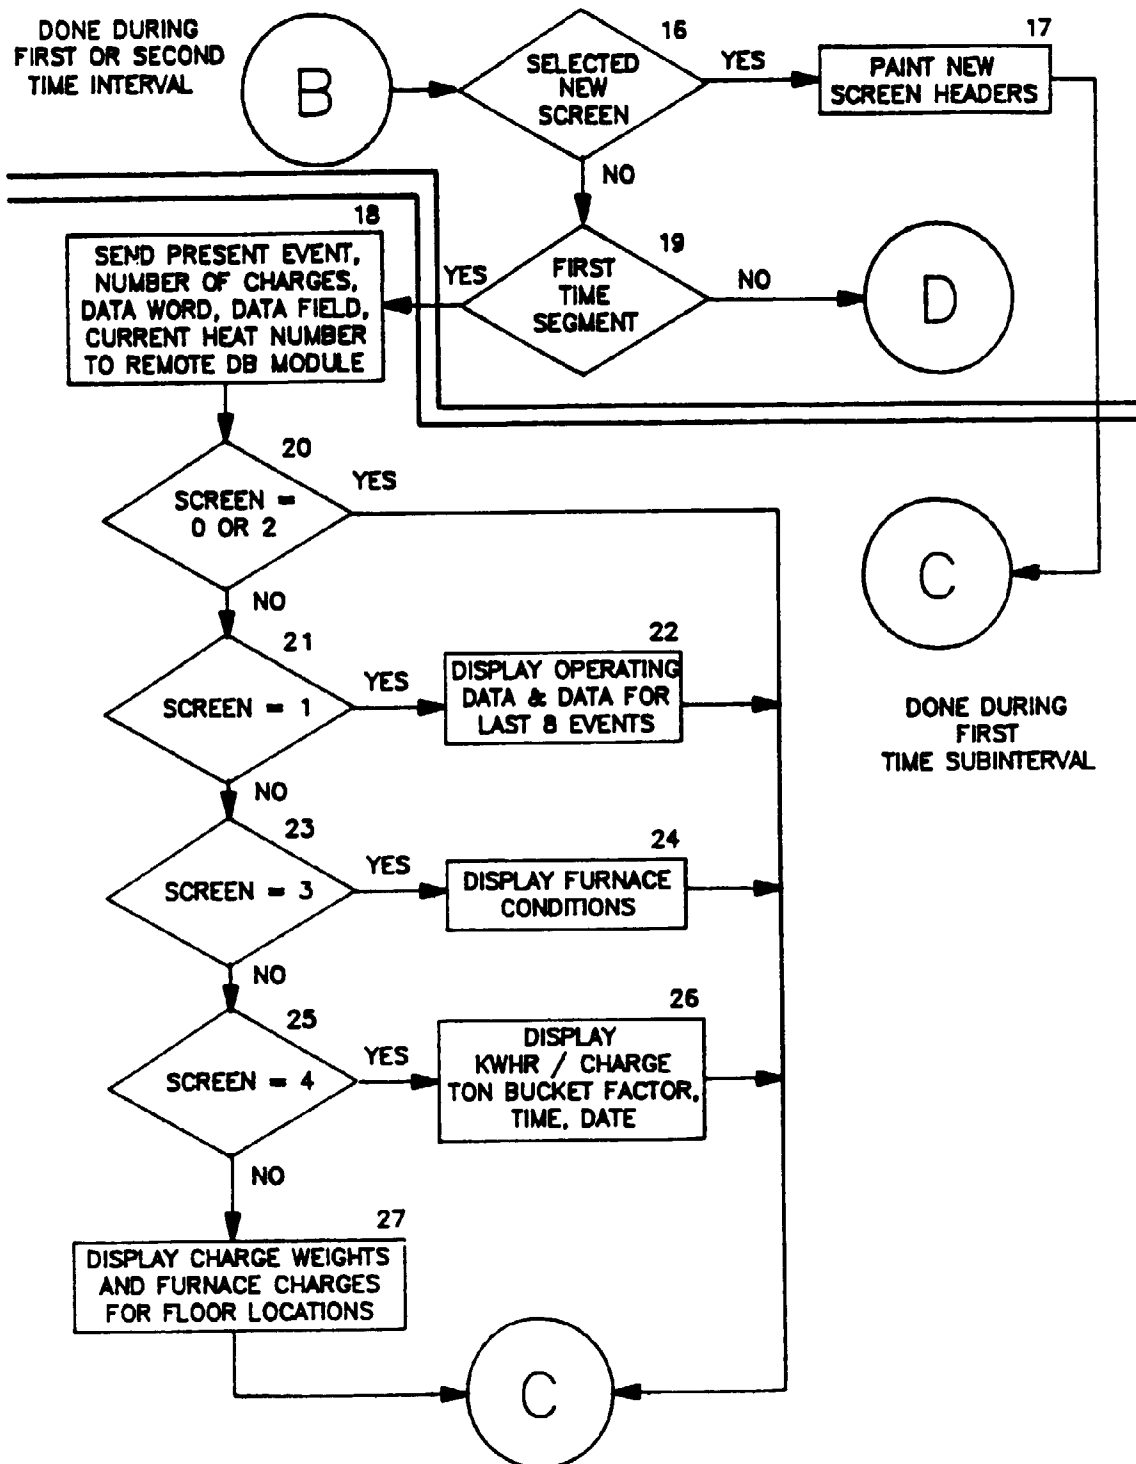 DONE DURING
FIRST OR SECOND
TIME INTERVAL
B
16
SELECTED
NEW
SCREEN
YES
17
PAINT NEW
SCREEN HEADERS
NO
18
SEND PRESENT EVENT,
NUMBER OF CHARGES,
DATA WORD, DATA FIELD,
CURRENT HEAT NUMBER
TO REMOTE DB MODULE
YES
19
FIRST
TIME
SEGMENT
NO
D
20
SCREEN =
0 OR 2
YES
C
NO
21
SCREEN = 1
YES
22
DISPLAY OPERATING
DATA & DATA FOR
LAST 8 EVENTS
DONE DURING
FIRST
TIME SUBINTERVAL
NO
23
SCREEN = 3
YES
24
DISPLAY FURNACE
CONDITIONS
NO
25
SCREEN = 4
YES
26
DISPLAY
KWHR / CHARGE
TON BUCKET FACTOR,
TIME, DATE
NO
27
DISPLAY CHARGE WEIGHTS
AND FURNACE CHARGES
FOR FLOOR LOCATIONS
C